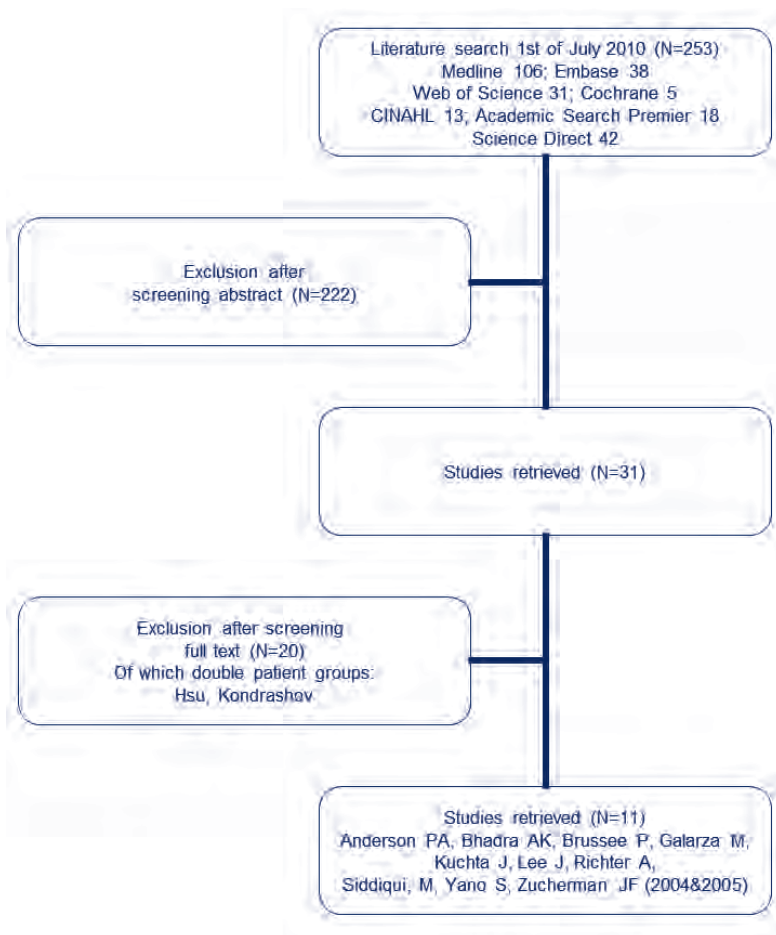 Literature search 1st of July 2010 (N=253)
Medline 106; Embase 38
Web of Science 31; Cochrane 5
CINAHL 13; Academic Search Premier 18
Science Direct 42
Exclusion after
screening abstract (N=222)
Studies retrieved (N=31)
Exclusion after screening
full text (N=20)
Of which double patient groups:
Hsu, Kondrashov
Studies retrieved (N=11)
Anderson PA, Bhadra AK, Brussee P, Galarza M,
Kuchta J, Lee J, Richter A,
Siddiqui, M, Yano S, Zucherman JF (2004&2005)